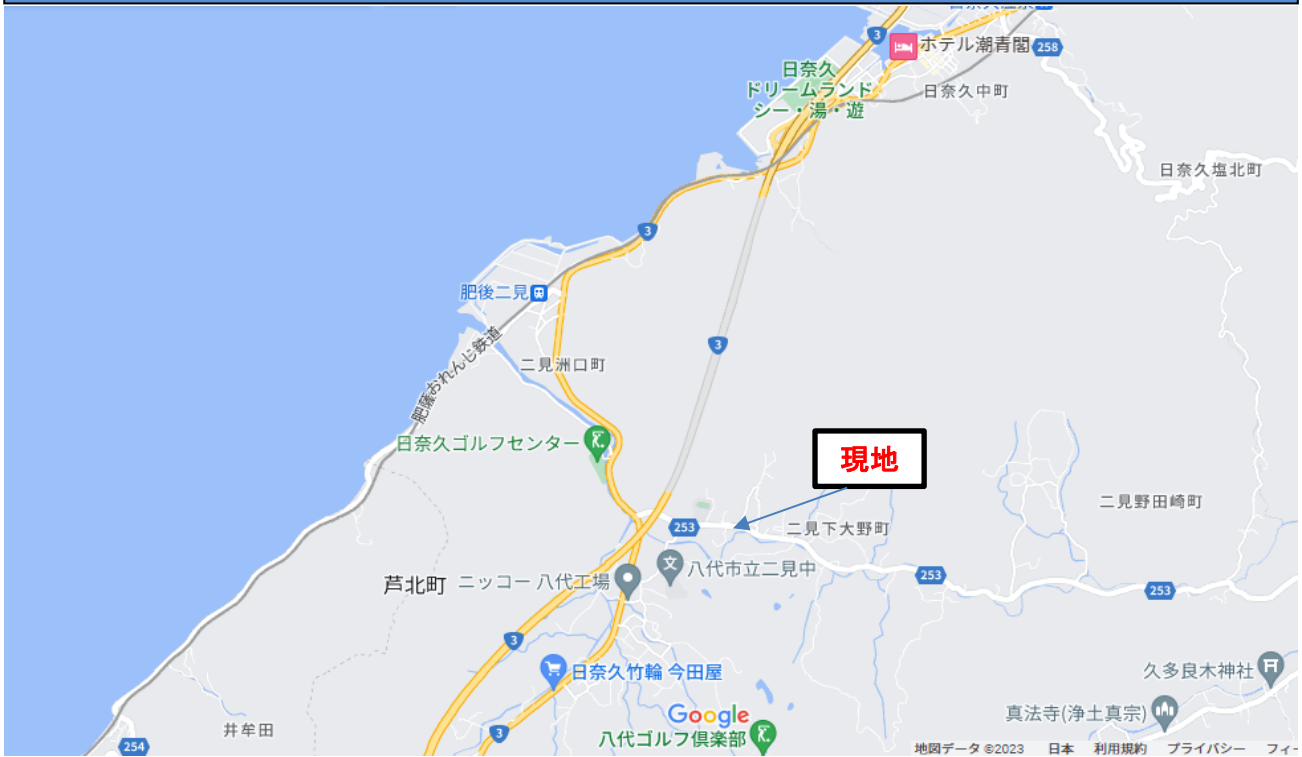 3
ホテル潮青閣
258
日奈久
ドリームランド
シー・湯・遊
日奈久中町
日奈久塩北町
3
肥後二見
3
二見洲口町
肥薩おれんじ鉄道
日奈久ゴルフセンター
現地
二見野田崎町
253
二見下大野町
八代市立二見中
253
253
芦北町
ニッコー 八代工場
3
日奈久竹輪 今田屋
久多良木神社
真法寺(浄土真宗)
Google
3
井牟田
八代ゴルフ倶楽部
254
地図データ ©2023 日本 利用規約 プライバシー フィー